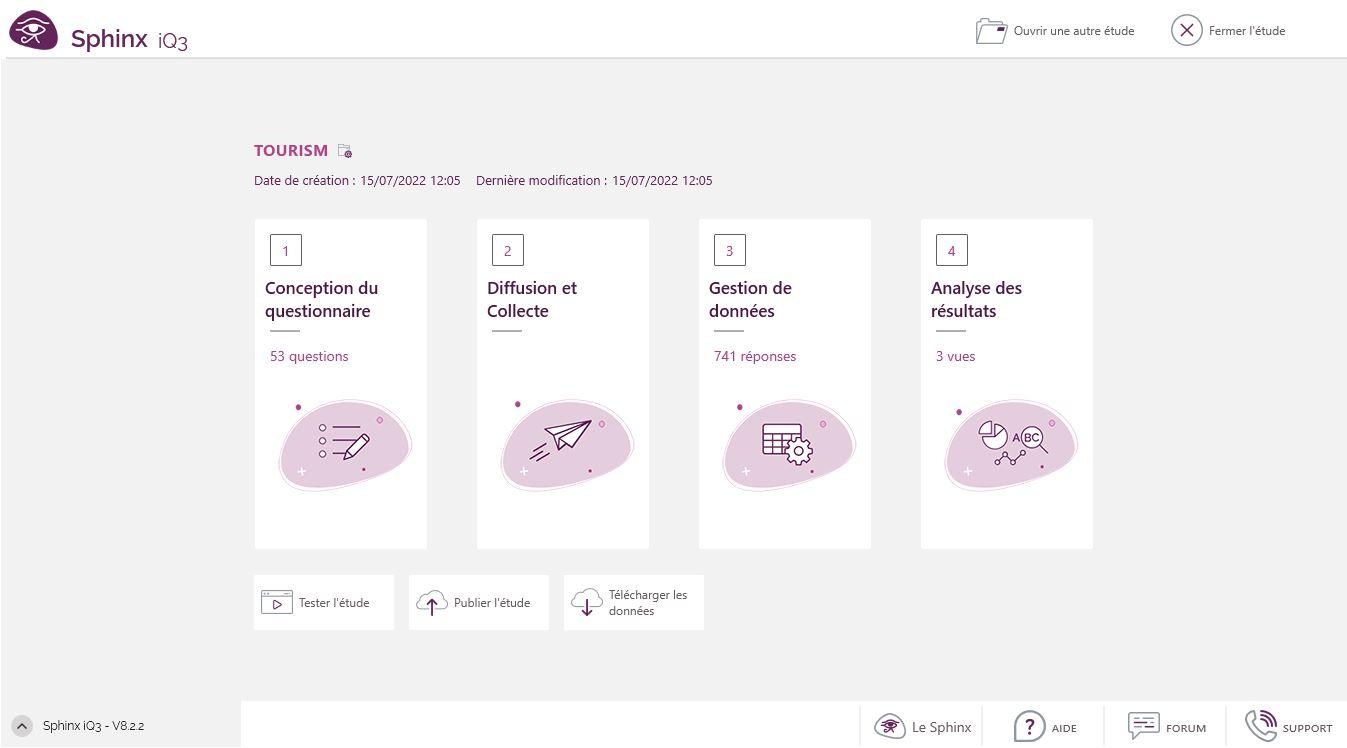 Sphinx iQ3
Ouvrir une autre étude
Fermer l'étude
TOURISM
Date de création : 15/07/2022 12:05 Dernière modification : 15/07/2022 12:05
1
Conception du
questionnaire
53 questions
2
Diffusion et
Collecte
3
Gestion de
données
741 réponses
4
Analyse des
résultats
3 vues
ABC
Tester l'étude
Publier l'étude
Télécharger les
données
Sphinx iQ3 - V8.2.2
Le Sphinx
? AIDE
FORUM
SUPPORT